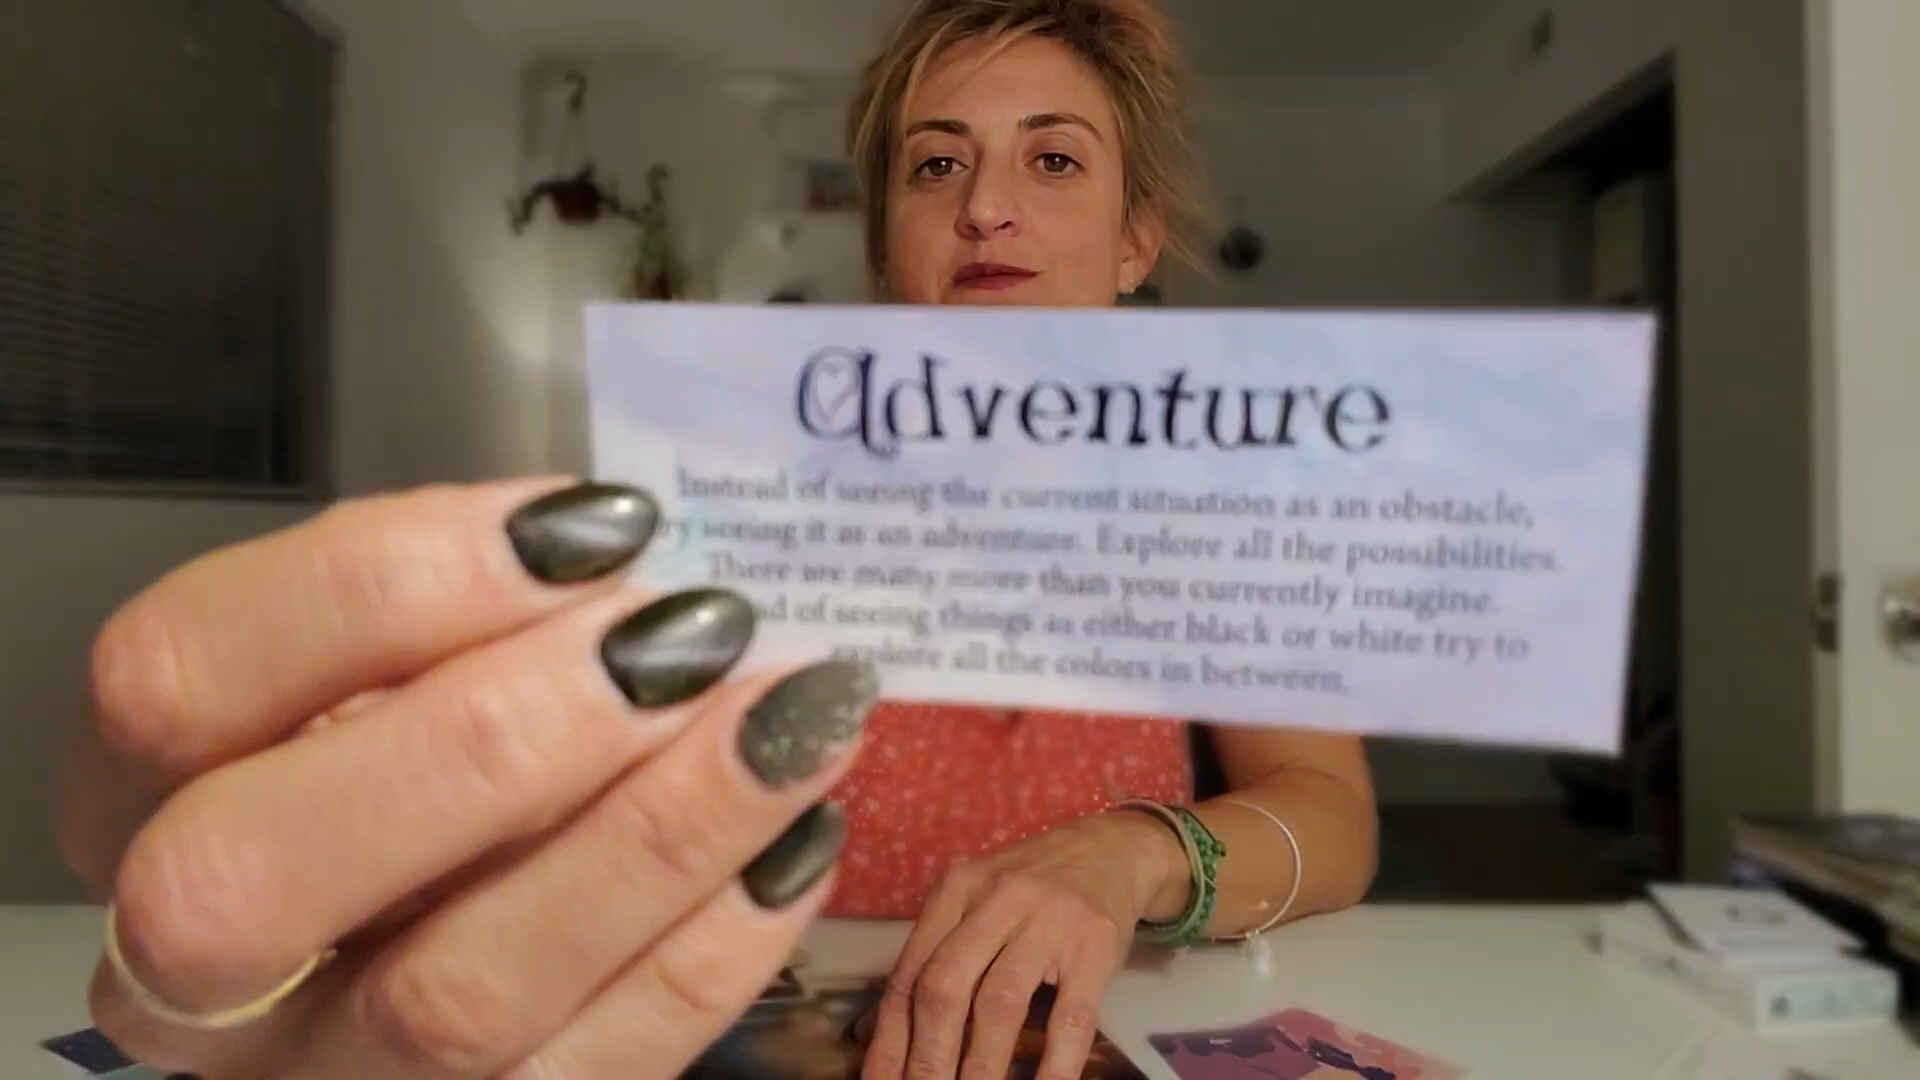 Adventure
Instead of seeing the current situation as an obstacle,
ry seeing it as an adventure. Explore all the possibilities.
There are many more than you currently imagine.
ad of seeing things as either black or white try to
explore all the colors in between.